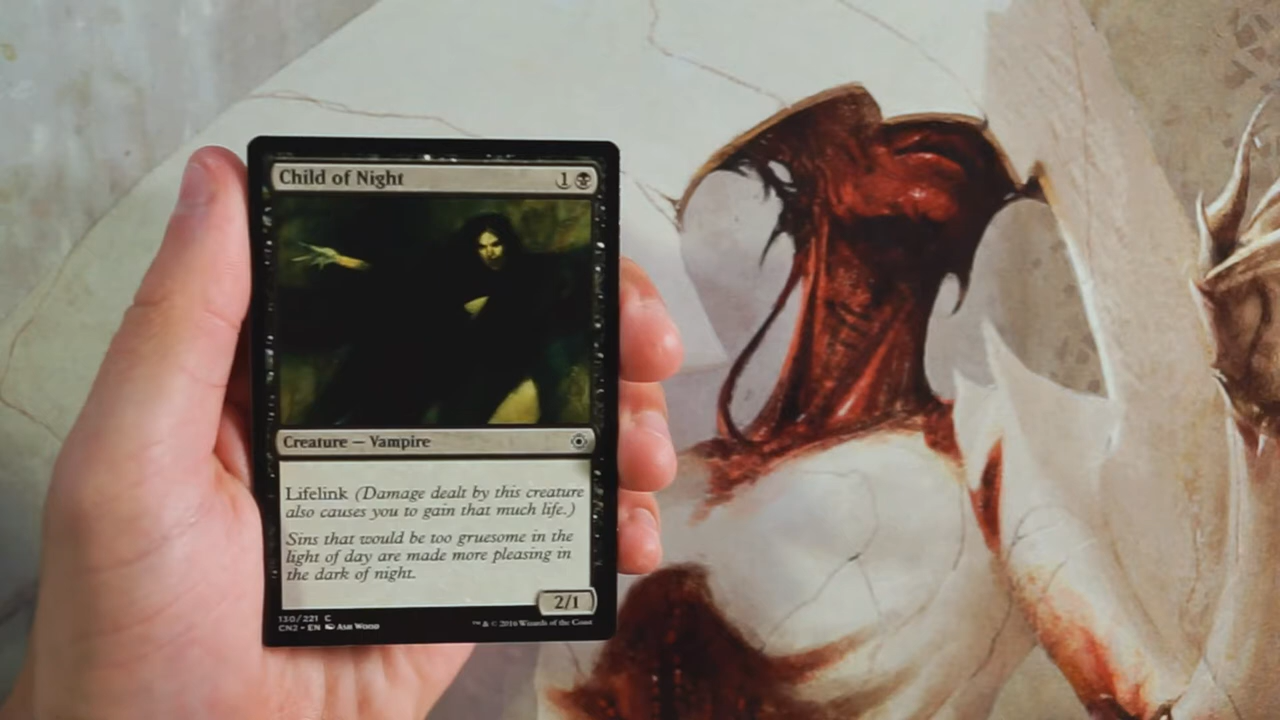 Child of Night 1
Creature — Vampire
Lifelink (Damage dealt by this creature
also causes you to gain that much life.)
Sins that would be too gruesome in the
light of day are made more pleasing in
the dark of night.
2/1
130/221 C
CN2 • EN Ash Wood
™ & © 2016 Wizards of the Coast